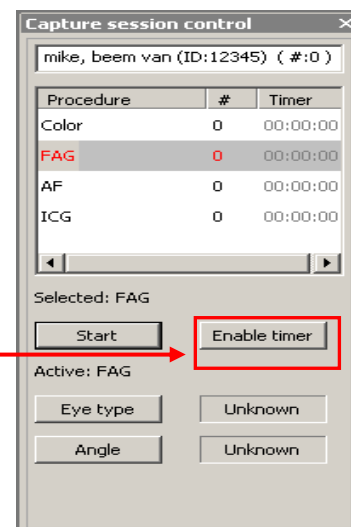 Capture session control ×
mike, beem van (ID:12345) ( #:0 )
Procedure # Timer
Color 0 00:00:00
FAG 0 00:00:00
AF 0 00:00:00
ICG 0 00:00:00
Selected: FAG
Start Enable timer
Active: FAG
Eye type Unknown
Angle Unknown